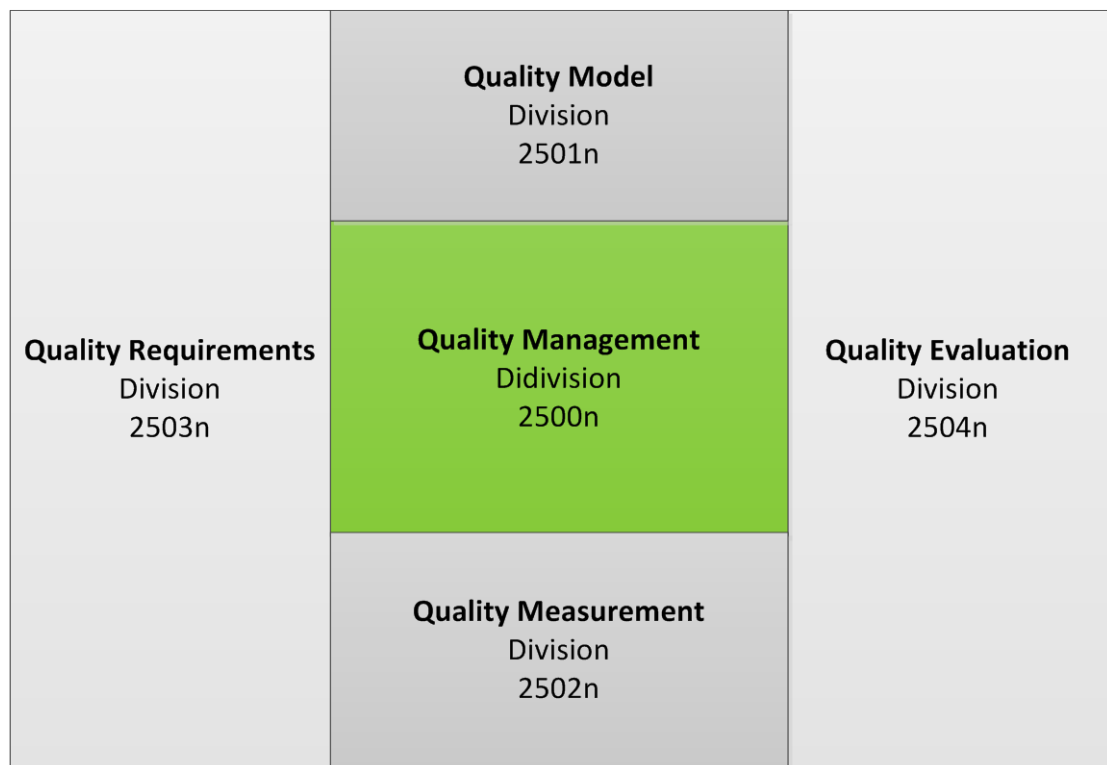 Quality Model
Division
2501n
Quality Requirements
Division
2503n
Quality Management
Didivision
2500n
Quality Evaluation
Division
2504n
Quality Measurement
Division
2502n